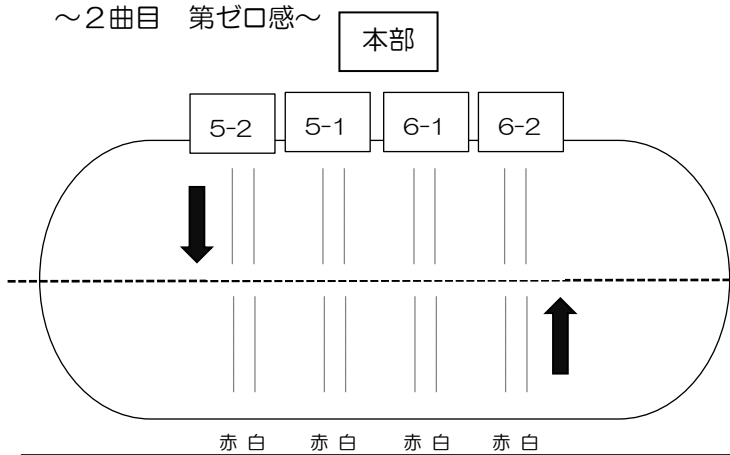 ～２曲目　第ゼロ感～
本部
5-2 5-1 6-1 6-2
赤 白 赤 白 赤 白 赤 白